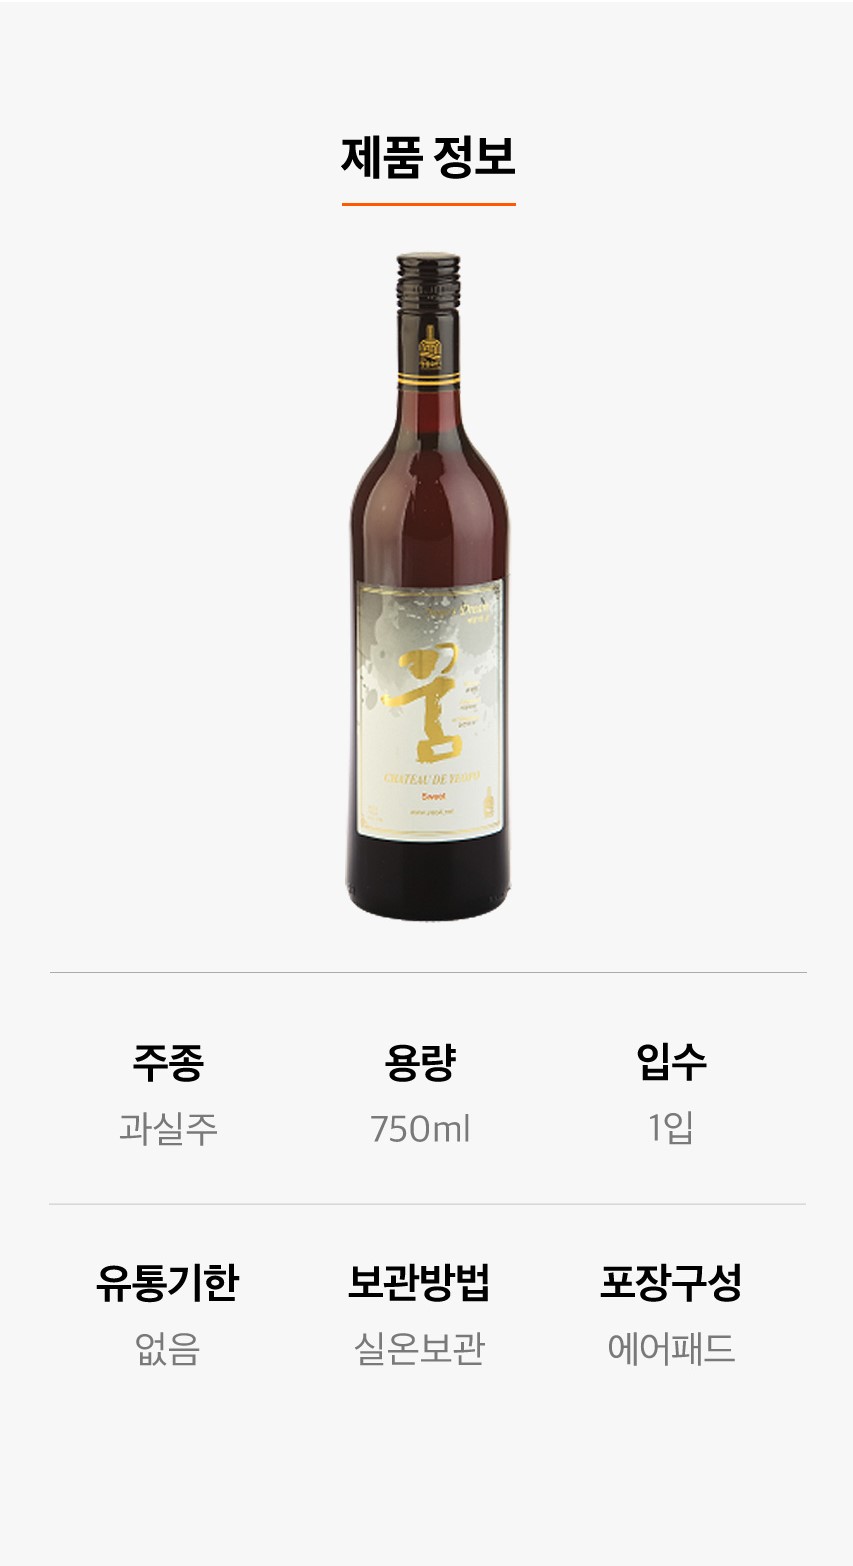 제품 정보
Dream
꿈
CHATEAU DE YEOPO
Sweet
주종
용량
입수
과실주
750ml
1입
유통기한
보관방법
포장구성
없음
실온보관
에어패드